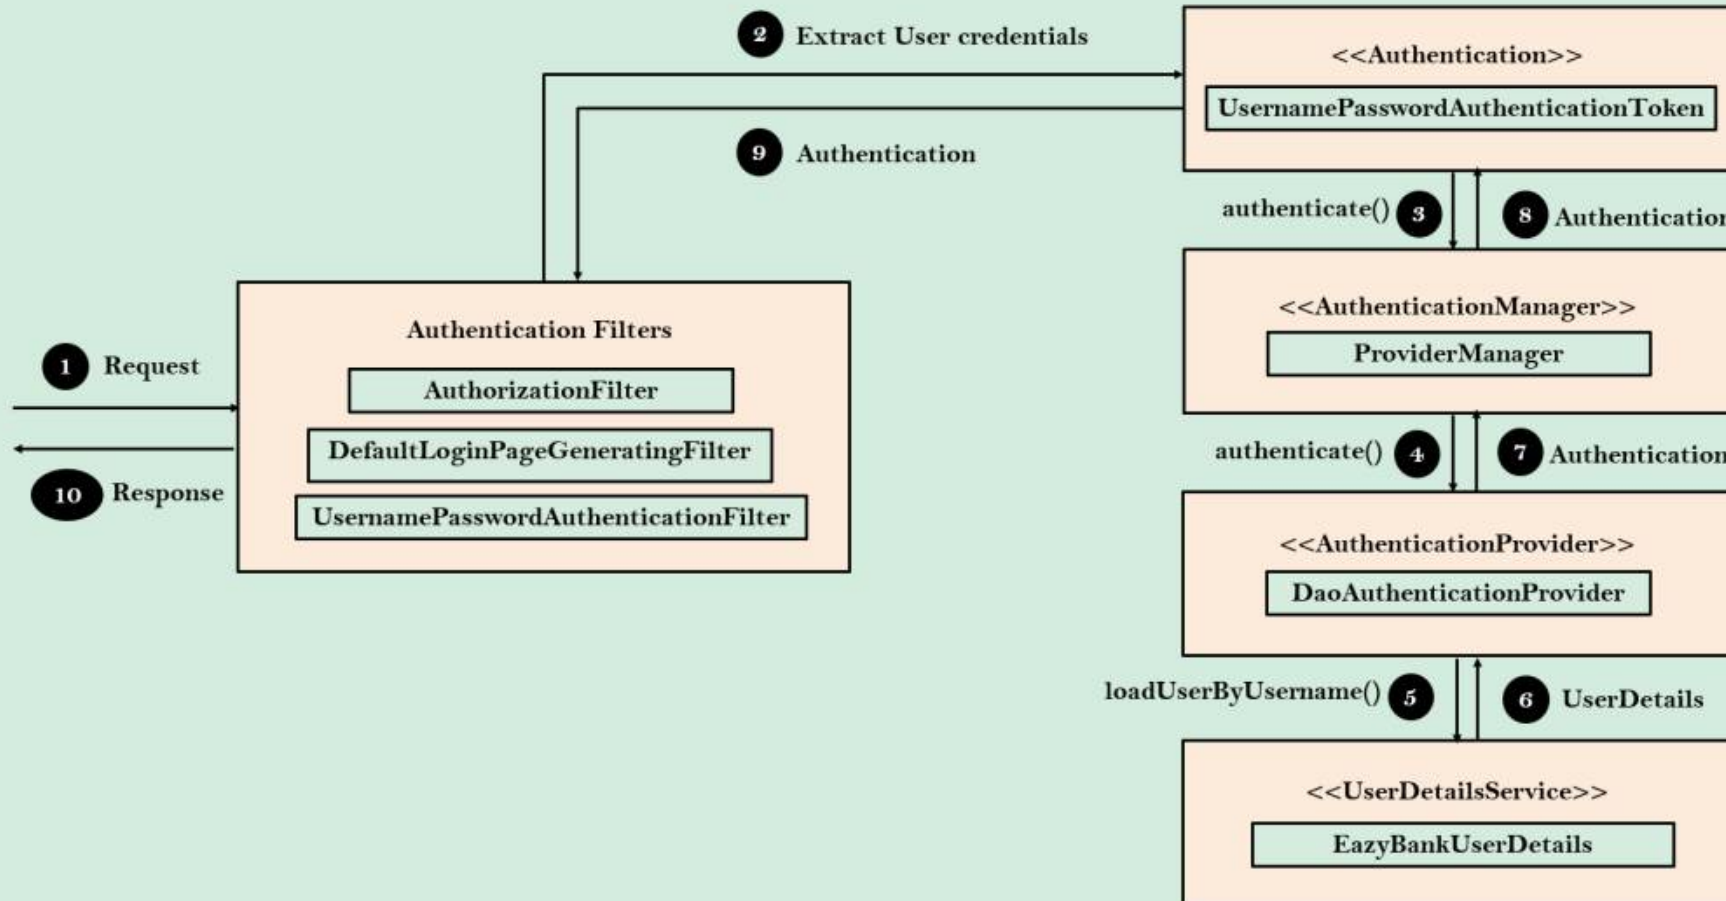 2 Extract User credentials
9 Authentication
<<Authentication>>
UsernamePasswordAuthenticationToken
authenticate() 3
8 Authentication
<<AuthenticationManager>>
ProviderManager
authenticate() 4
7 Authentication
<<AuthenticationProvider>>
DaoAuthenticationProvider
loadUserByUsername() 5
6 UserDetails
<<UserDetailsService>>
EazyBankUserDetails
1 Request
10 Response
Authentication Filters
AuthorizationFilter
DefaultLoginPageGeneratingFilter
UsernamePasswordAuthenticationFilter